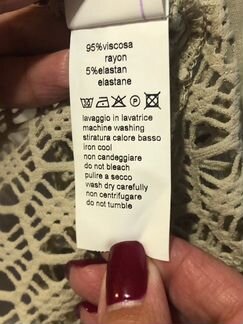 95%viscosa
rayon
5%elastan
elastane
lavaggio in lavatrice
machine washing
stiratura calore basso
iron cool
non candeggiare
do not bleach
pulire a secco
wash dry carefully
non centrifugare
do not tumble